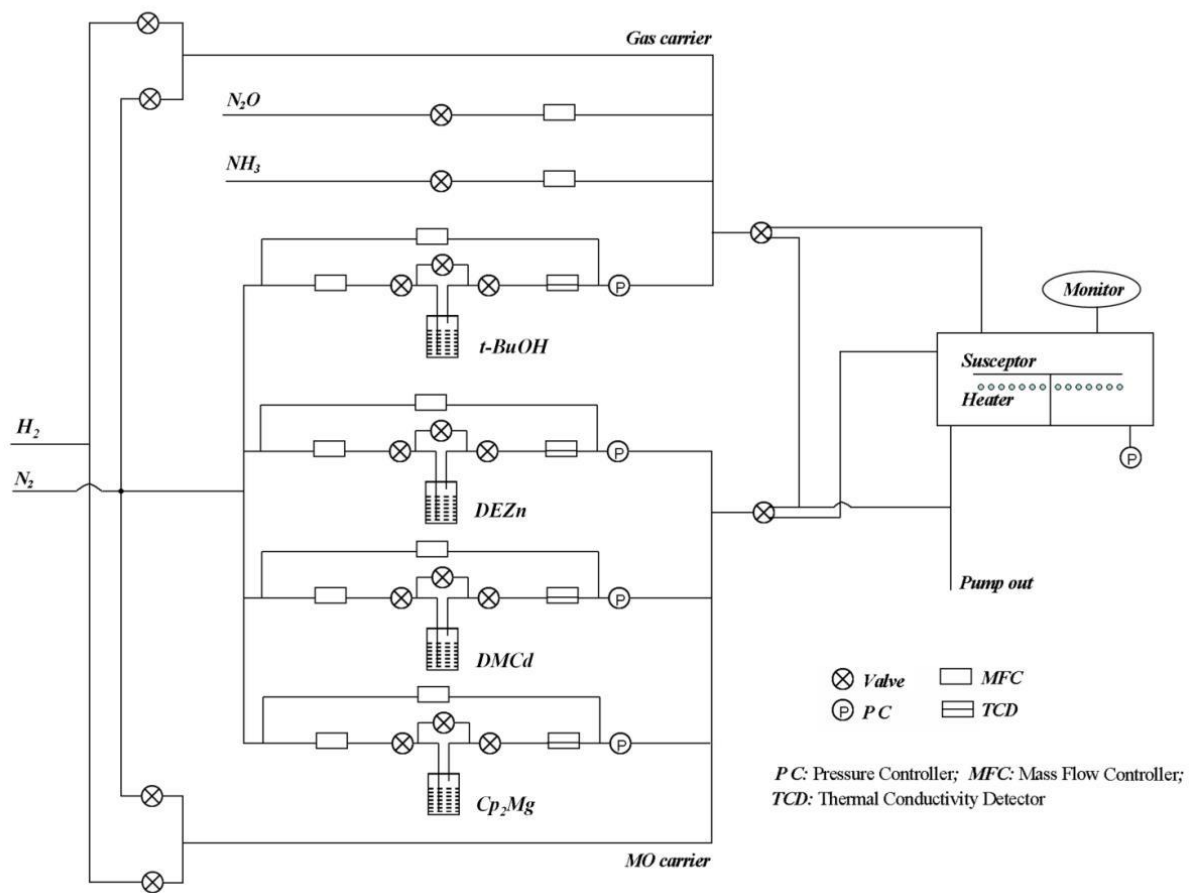 Gas carrier
N₂O
NH₃
P
t-BuOH
Monitor
Susceptor
Heater
H₂
P
P
N₂
DEZn
Pump out
P
DMCd
Valve
MFC
P
P C
TCD
P
P C: Pressure Controller; MFC: Mass Flow Controller;
TCD: Thermal Conductivity Detector
Cp₂Mg
MO carrier